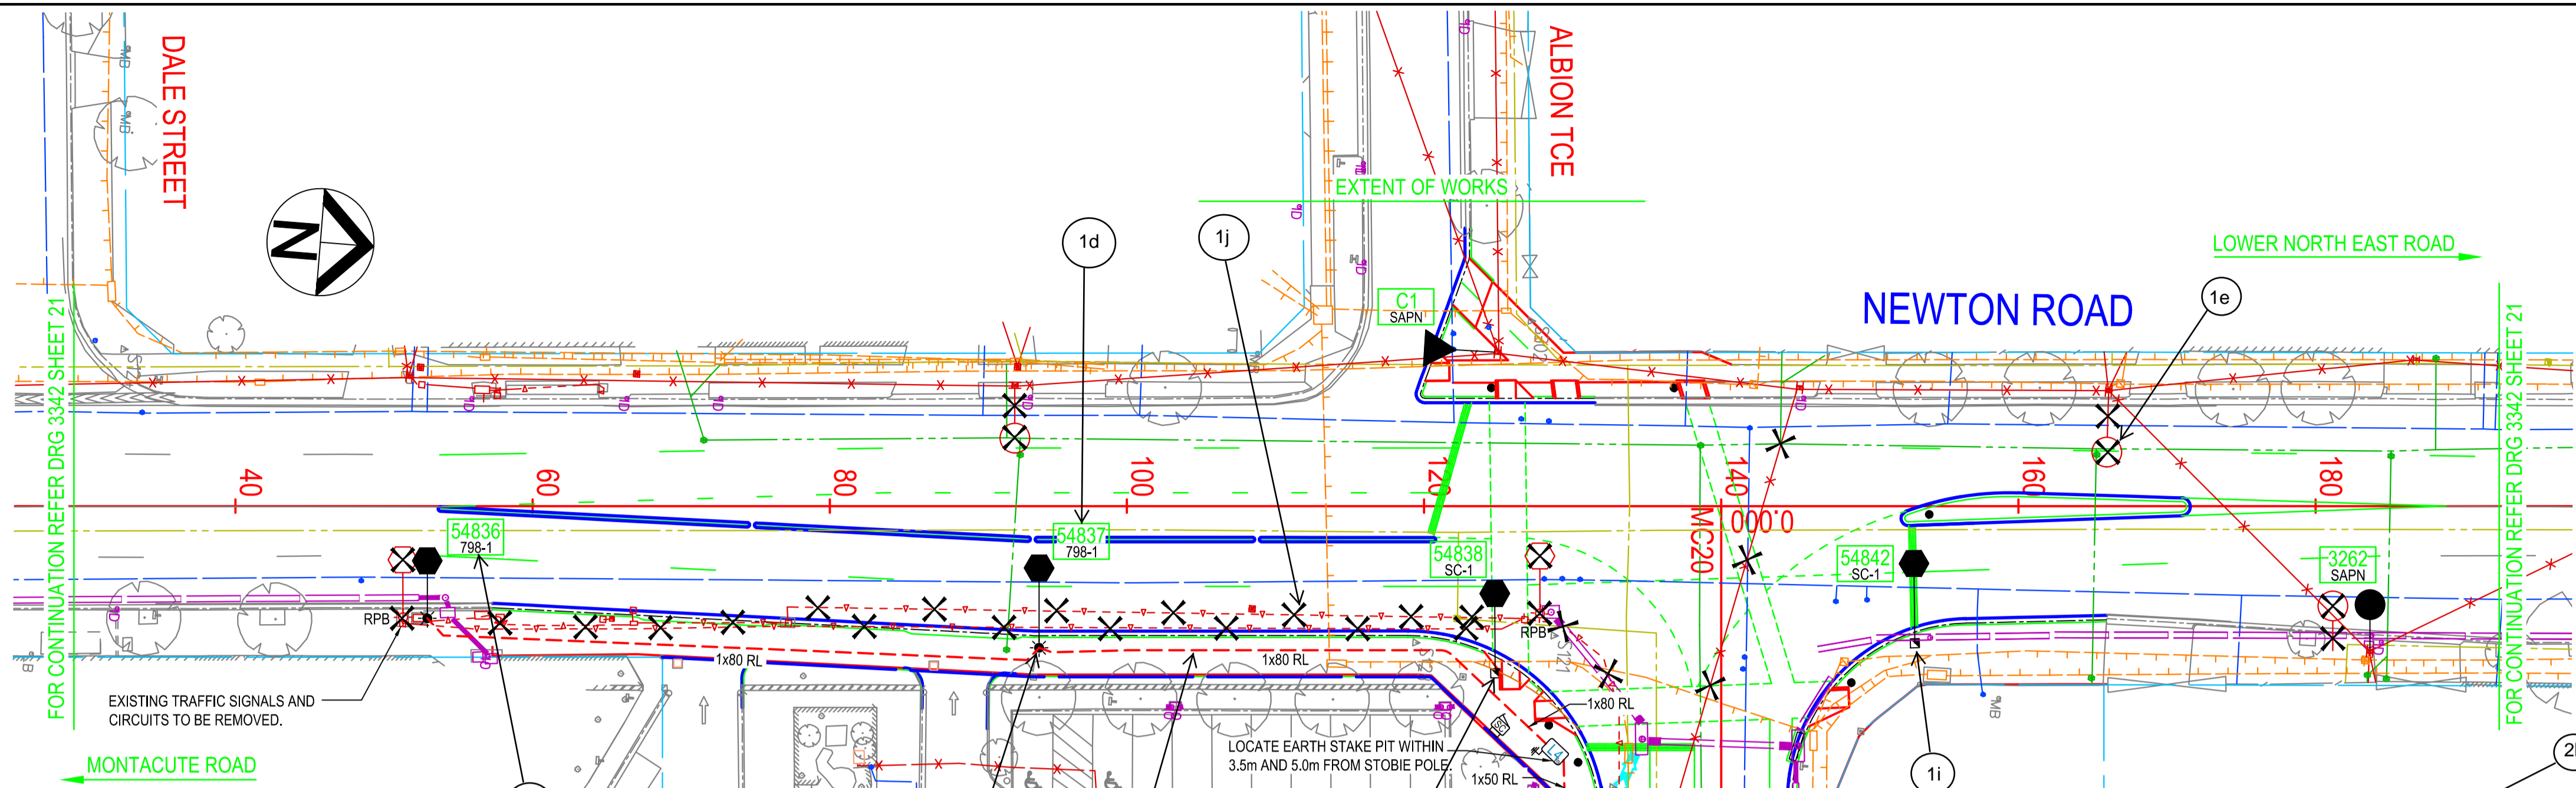 DALE STREET
ALBION TCE
N
EXTENT OF WORKS
1d
1j
LOWER NORTH EAST ROAD
C1
SAPN
NEWTON ROAD
1e
FOR CONTINUATION REFER DRG 3342 SHEET 21
FOR CONTINUATION REFER DRG 3342 SHEET 21
40
60
80
100
120
140
160
180
MC20
0.000
54836
798-1
54837
798-1
54838
SC-1
54842
SC-1
3262
SAPN
RPB
RPB
1x80 RL
1x80 RL
EXISTING TRAFFIC SIGNALS AND
CIRCUITS TO BE REMOVED.
1x80 RL
LOCATE EARTH STAKE PIT WITHIN
3.5m AND 5.0m FROM STOBIE POLE.
1x50 RL
MONTACUTE ROAD
1i
MB
MB
MB